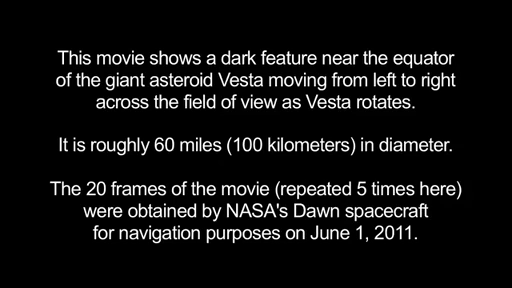 This movie shows a dark feature near the equator
of the giant asteroid Vesta moving from left to right
across the field of view as Vesta rotates.
It is roughly 60 miles (100 kilometers) in diameter.
The 20 frames of the movie (repeated 5 times here)
were obtained by NASA's Dawn spacecraft
for navigation purposes on June 1, 2011.